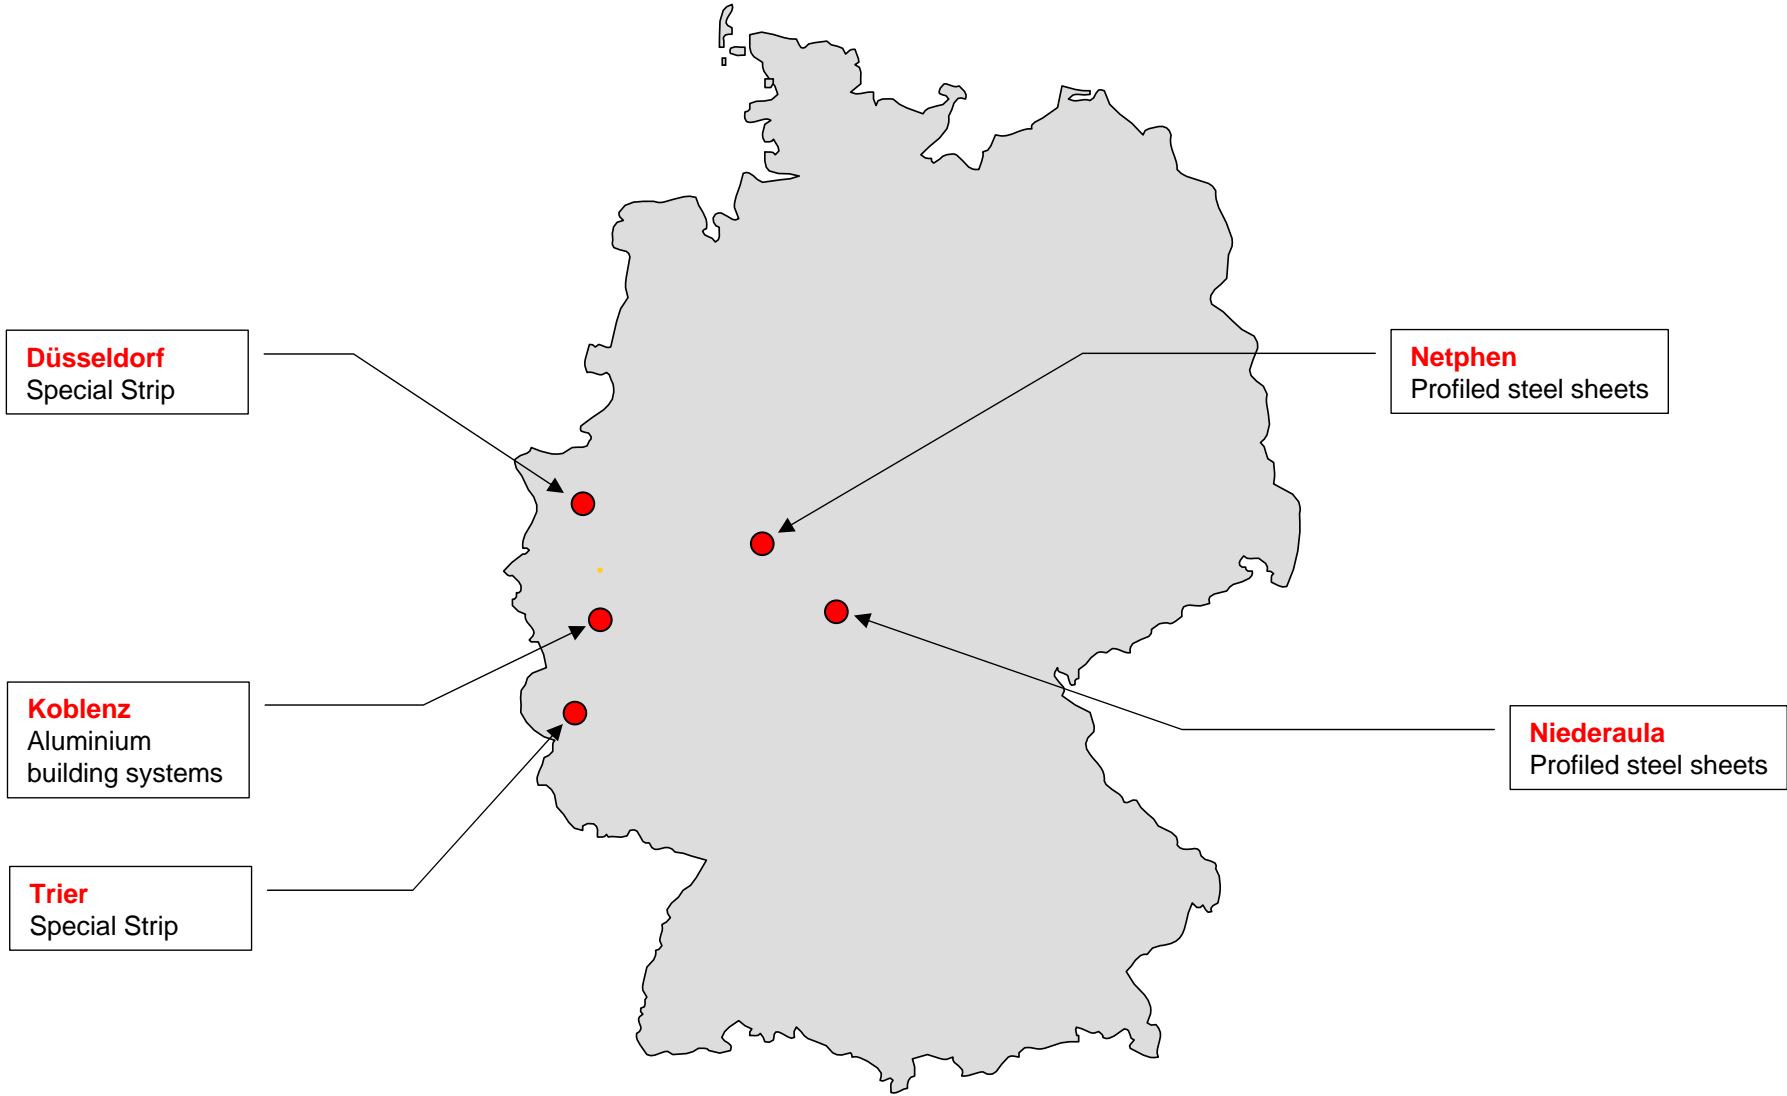 Düsseldorf
Special Strip
Netphen
Profiled steel sheets
Koblenz
Aluminium
building systems
Niederaula
Profiled steel sheets
Trier
Special Strip